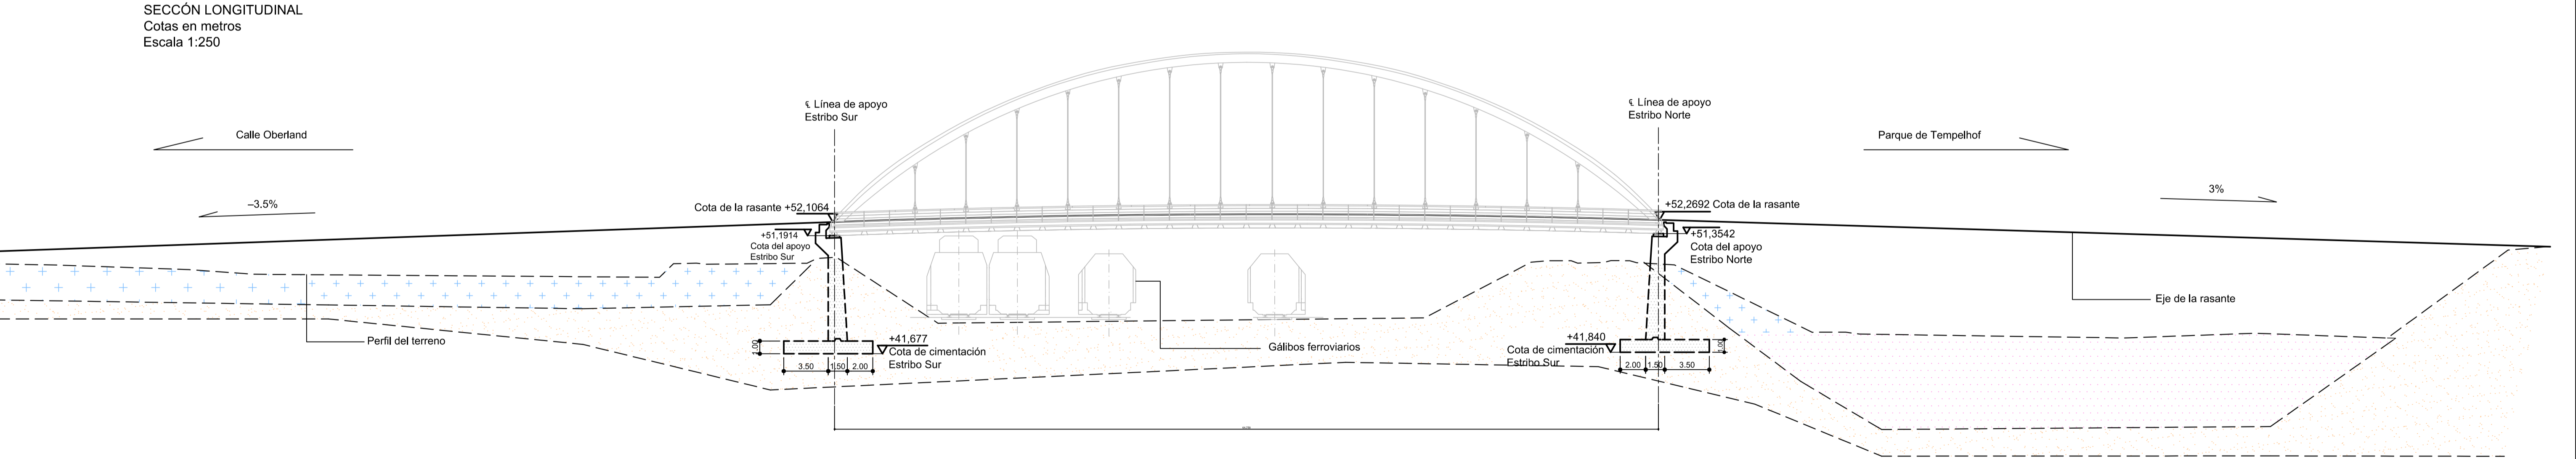 SECCÓN LONGITUDINAL
Cotas en metros
Escala 1:250
℄ Línea de apoyo
Estribo Sur
℄ Línea de apoyo
Estribo Norte
Calle Oberland
Parque de Tempelhof
–3.5%
3%
Cota de la rasante +52,1064
+52,2692 Cota de la rasante
+51,1914
Cota del apoyo
Estribo Sur
+51,3542
Cota del apoyo
Estribo Norte
Eje de la rasante
Perfil del terreno
Gálibos ferroviarios
+41,677
Cota de cimentación
Estribo Sur
+41,840
Cota de cimentación
Estribo Sur
1.00
3.50 1.50 2.00
1.00
2.00 1.50 3.50